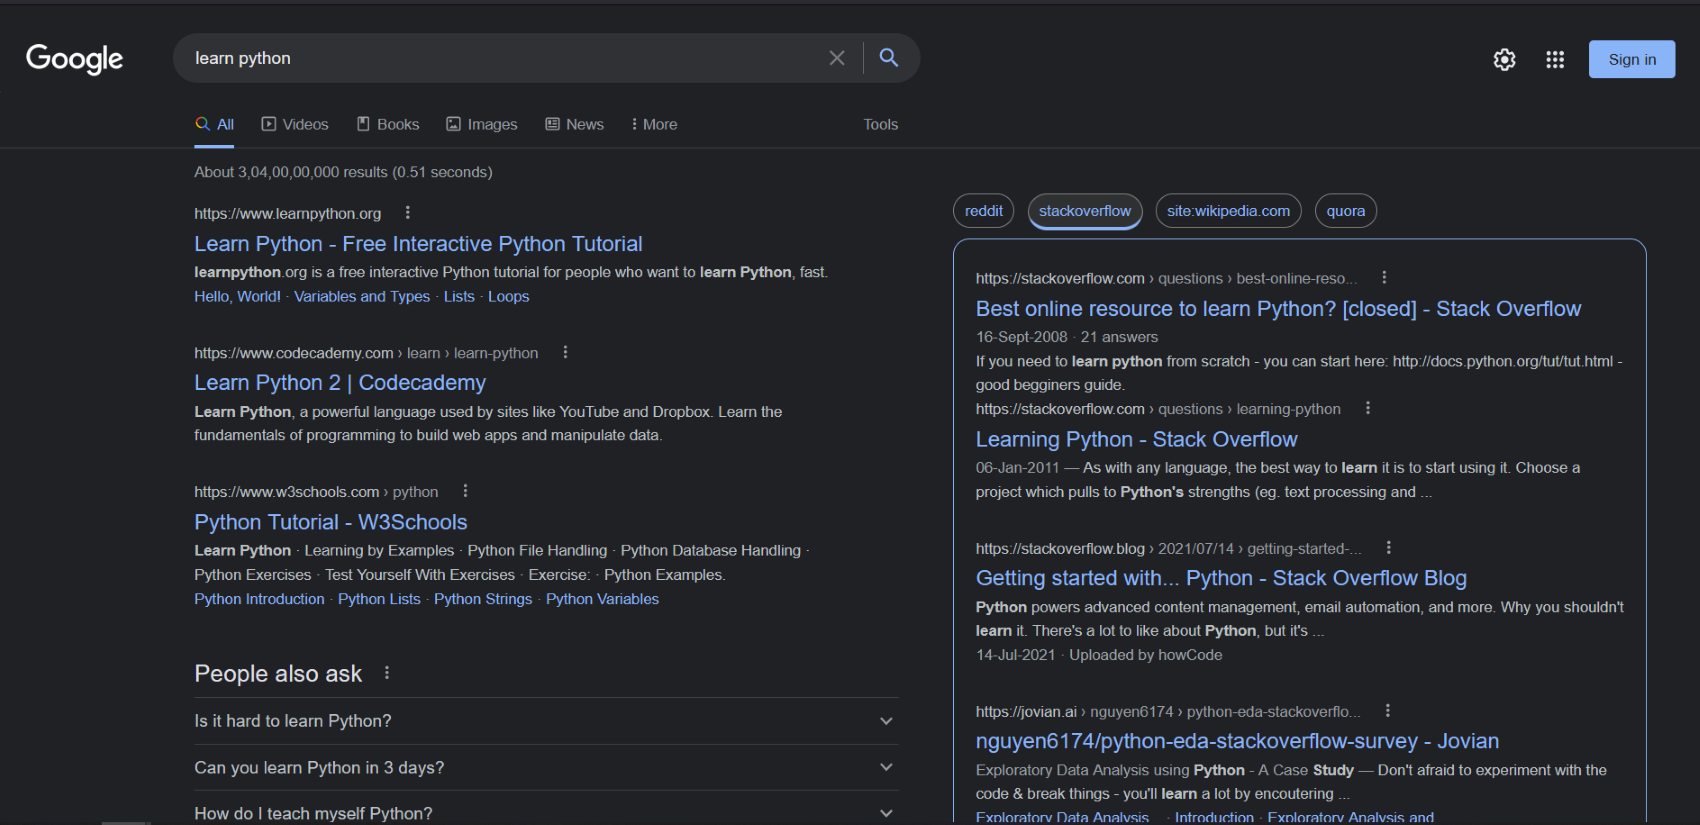 Google
learn python
Sign in
All
Videos
Books
Images
News
More
Tools
About 3,04,00,00,000 results (0.51 seconds)
https://www.learnpython.org
Learn Python - Free Interactive Python Tutorial
learnpython.org is a free interactive Python tutorial for people who want to learn Python, fast.
Hello, World! · Variables and Types · Lists · Loops
https://www.codecademy.com › learn › learn-python
Learn Python 2 | Codecademy
Learn Python, a powerful language used by sites like YouTube and Dropbox. Learn the
fundamentals of programming to build web apps and manipulate data.
https://www.w3schools.com › python
Python Tutorial - W3Schools
Learn Python · Learning by Examples · Python File Handling · Python Database Handling ·
Python Exercises · Test Yourself With Exercises · Exercise: · Python Examples.
Python Introduction · Python Lists · Python Strings · Python Variables
People also ask
Is it hard to learn Python?
Can you learn Python in 3 days?
How do I teach myself Python?
reddit
stackoverflow
site:wikipedia.com
quora
https://stackoverflow.com › questions › best-online-reso...
Best online resource to learn Python? [closed] - Stack Overflow
16-Sept-2008 · 21 answers
If you need to learn python from scratch - you can start here: http://docs.python.org/tut/tut.html -
good begginers guide.
https://stackoverflow.com › questions › learning-python
Learning Python - Stack Overflow
06-Jan-2011 — As with any language, the best way to learn it is to start using it. Choose a
project which pulls to Python's strengths (eg. text processing and ...
https://stackoverflow.blog › 2021/07/14 › getting-started-...
Getting started with... Python - Stack Overflow Blog
Python powers advanced content management, email automation, and more. Why you shouldn't
learn it. There's a lot to like about Python, but it's ...
14-Jul-2021 · Uploaded by howCode
https://jovian.ai › nguyen6174 › python-eda-stackoverflo...
nguyen6174/python-eda-stackoverflow-survey - Jovian
Exploratory Data Analysis using Python - A Case Study — Don't afraid to experiment with the
code & break things - you'll learn a lot by encoutering ...
Exploratory Data Analysis... · Introduction · Exploratory Analysis and